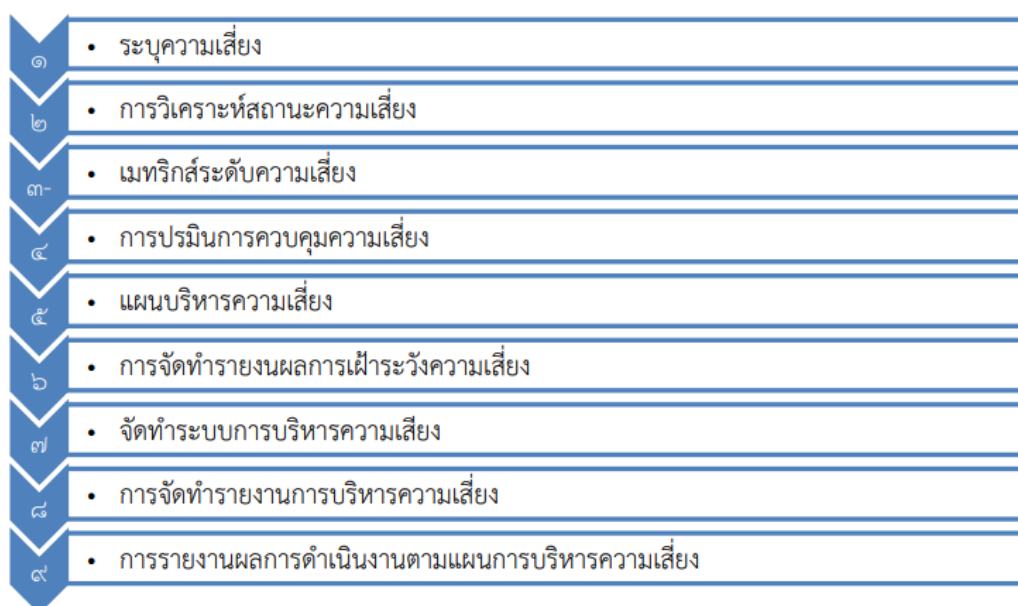 ๑
• ระบุความเสี่ยง
๒
• การวิเคราะห์สถานะความเสี่ยง
๓-
• เมทริกส์ระดับความเสี่ยง
๔
• การปรมินการควบคุมความเสี่ยง
๕
• แผนบริหารความเสี่ยง
๖
• การจัดทำรายงนผลการเฝ้าระวังความเสี่ยง
๗
• จัดทำระบบการบริหารความเสียง
๘
• การจัดทำรายงานการบริหารความเสี่ยง
๙
• การรายงานผลการดำเนินงานตามแผนการบริหารความเสี่ยง